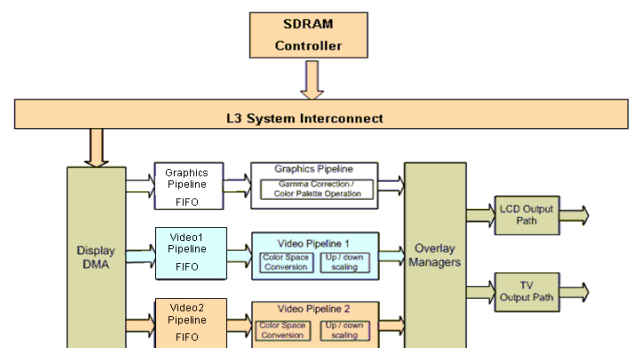 SDRAM
Controller
L3 System Interconnect
Display
DMA
Graphics
Pipeline
FIFO
Graphics Pipeline
Gamma Correction /
Color Palette Operation
Video1
Pipeline
FIFO
Video Pipeline 1
Color Space
Conversion
Up / down
scaling
Video2
Pipeline
FIFO
Video Pipeline 2
Color Space
Conversion
Up / down
scaling
Overlay
Managers
LCD Output
Path
TV
Output Path